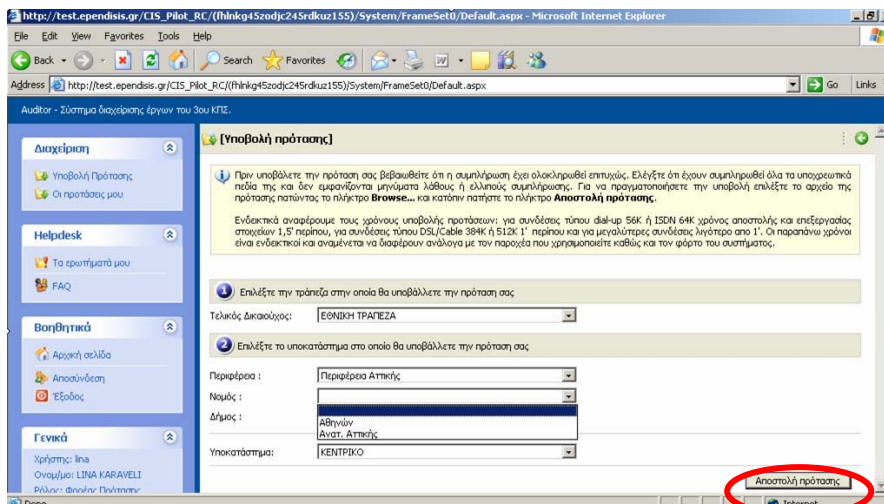 http://test.ependisis.gr/CIS_Pilot_RC/(fhlnkg45zodjc245rdkuz155)/System/FrameSet0/Default.aspx - Microsoft Internet Explorer
File Edit View Favorites Tools Help
Back Search Favorites
Address http://test.ependisis.gr/CIS_Pilot_RC/(fhlnkg45zodjc245rdkuz155)/System/FrameSet0/Default.aspx Go Links
Auditor - Σύστημα διαχείρισης έργων του 3ου ΚΠΣ.
Διαχείριση
Υποβολή Πρότασης
Οι προτάσεις μου
Helpdesk
Τα ερωτήματά μου
FAQ
Βοηθητικά
Αρχική σελίδα
Αποσύνδεση
Έξοδος
Γενικά
Χρήστης: lina
Ονομ/μο: LINA KARAVELI
Ρόλος: Φορέας Πρότασης
[Υποβολή πρότασης]
Πριν υποβάλετε την πρόταση σας βεβαιωθείτε ότι η συμπλήρωση έχει ολοκληρωθεί επιτυχώς. Ελέγξτε ότι έχουν συμπληρωθεί όλα τα υποχρεωτικά
πεδία της και δεν εμφανίζονται μηνύματα λάθους ή ελλιπούς συμπλήρωσης. Για να πραγματοποιήσετε την υποβολή επιλέξτε το αρχείο της
πρότασης πατώντας το πλήκτρο Browse... και κατόπιν πατήστε το πλήκτρο Αποστολή πρότασης.
Ενδεικτικά αναφέρουμε τους χρόνους υποβολής προτάσεων: για συνδέσεις τύπου dial-up 56K ή ISDN 64K χρόνος αποστολής και επεξεργασίας
στοιχείων 1,5' περίπου, για συνδέσεις τύπου DSL/Cable 384K ή 512K 1' περίπου και για μεγαλύτερες συνδέσεις λιγότερο απο 1'. Οι παραπάνω χρόνοι
είναι ενδεικτικοί και αναμένεται να διαφέρουν ανάλογα με τον παροχέα που χρησιμοποιείτε καθώς και τον φόρτο του συστήματος.
1 Επιλέξτε την τράπεζα στην οποία θα υποβάλλετε την πρόταση σας
Τελικός Δικαιούχος: ΕΘΝΙΚΗ ΤΡΑΠΕΖΑ
2 Επιλέξτε το υποκατάστημα στο οποίο θα υποβάλλετε την πρόταση σας
Περιφέρεια : Περιφέρεια Αττικής
Νομός :
Δήμος :
Αθηνών
Ανατ. Αττικής
Υποκατάστημα: ΚΕΝΤΡΙΚΟ
Αποστολή πρότασης
Done Internet